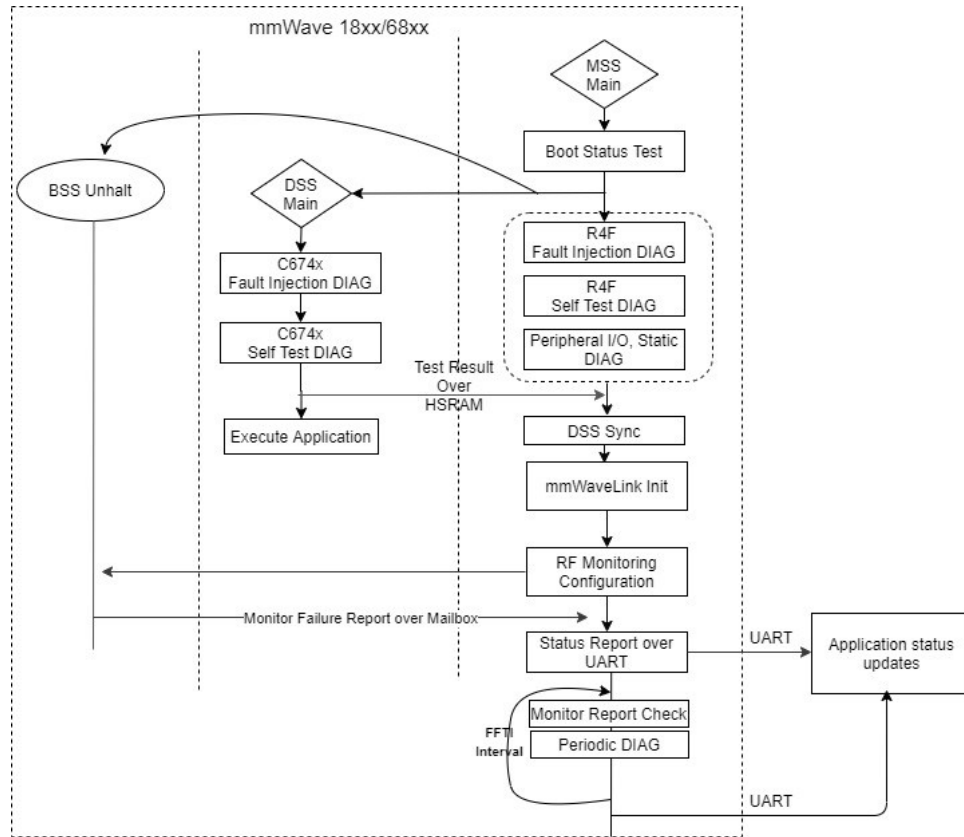 mmWave 18xx/68xx
MSS
Main
Boot Status Test
BSS Unhalt
DSS
Main
R4F
Fault Injection DIAG
C674x
Fault Injection DIAG
R4F
Self Test DIAG
C674x
Self Test DIAG
Peripheral I/O, Static
DIAG
Test Result
Over
HSRAM
Execute Application
DSS Sync
mmWaveLink Init
RF Monitoring
Configuration
Monitor Failure Report over Mailbox
Status Report over
UART
UART
Application status
updates
Monitor Report Check
FFTI
Interval
Periodic DIAG
UART